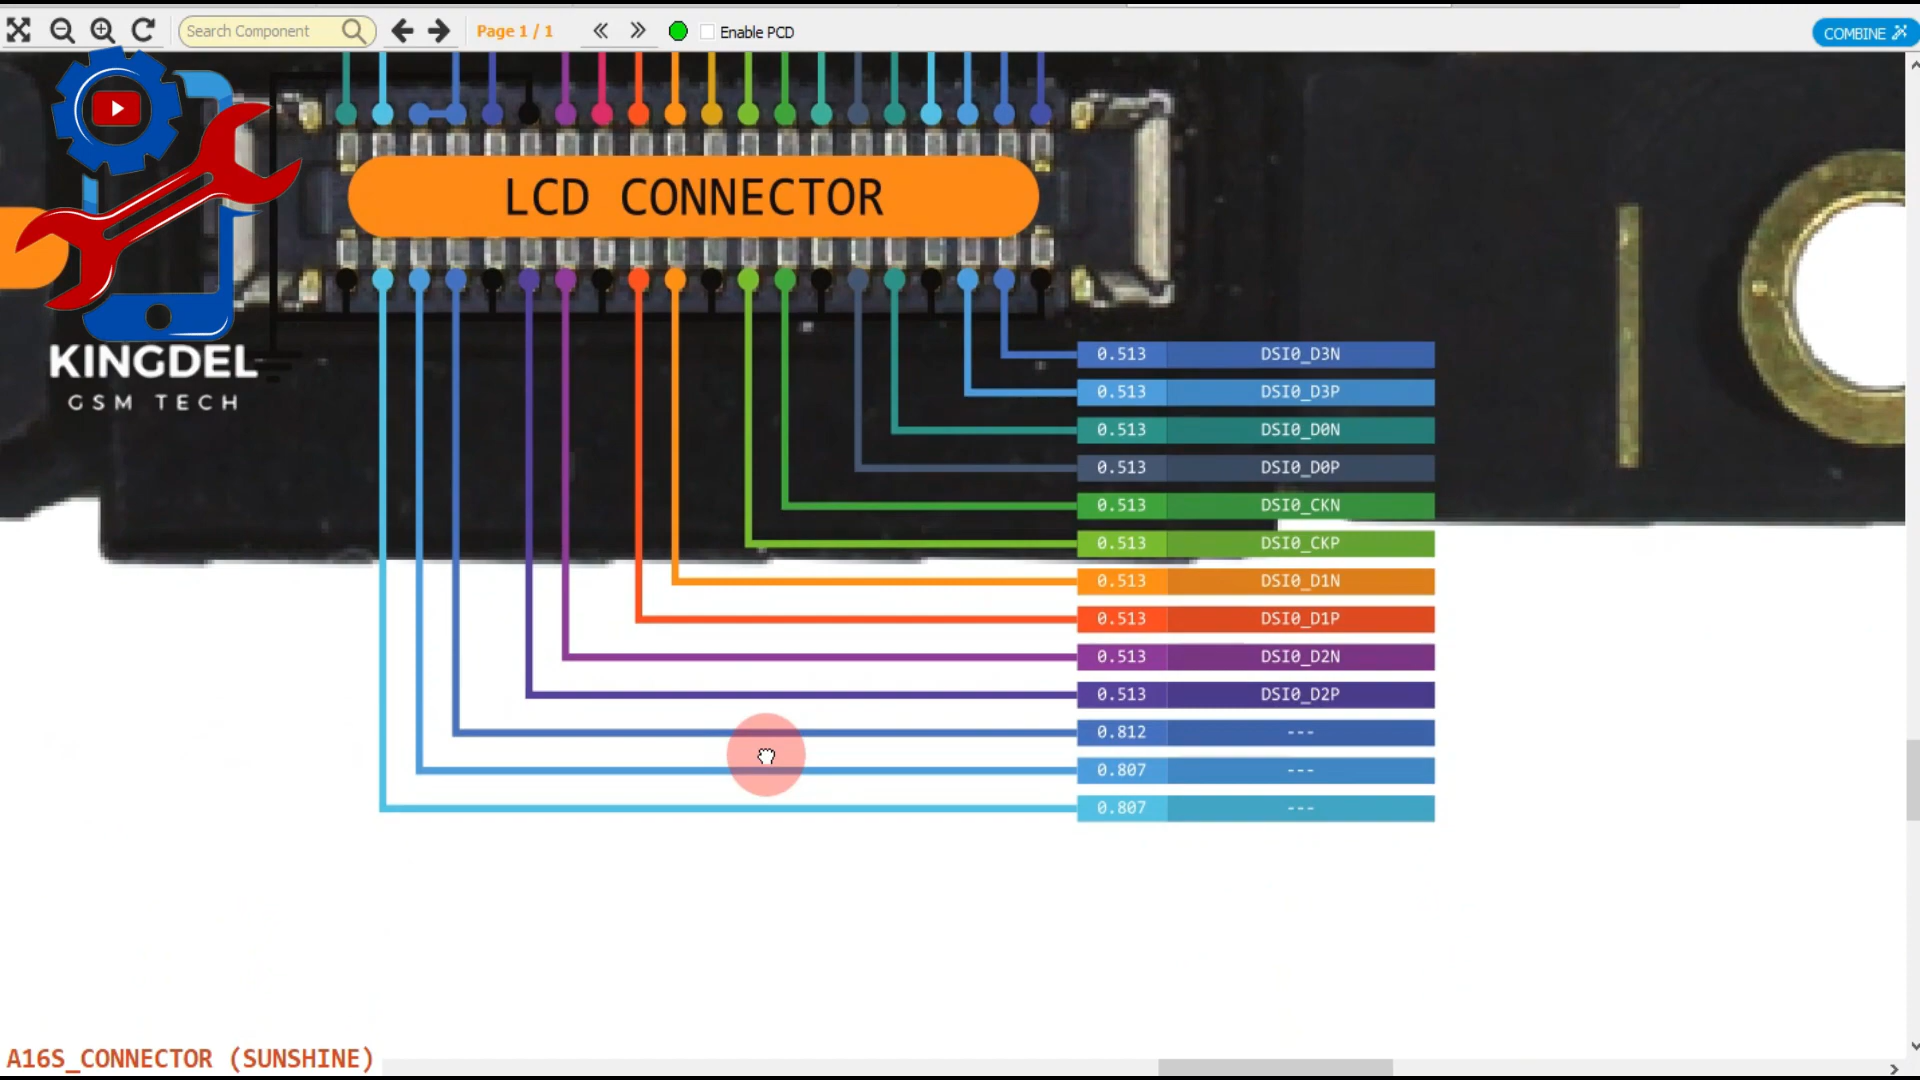 Search Component
Page 1 / 1
Enable PCD
COMBINE
LCD CONNECTOR
KINGDEL
GSM TECH
0.513 DSI0_D3N
0.513 DSI0_D3P
0.513 DSI0_D0N
0.513 DSI0_D0P
0.513 DSI0_CKN
0.513 DSI0_CKP
0.513 DSI0_D1N
0.513 DSI0_D1P
0.513 DSI0_D2N
0.513 DSI0_D2P
0.812 ---
0.807 ---
0.807 ---
A16S_CONNECTOR (SUNSHINE)